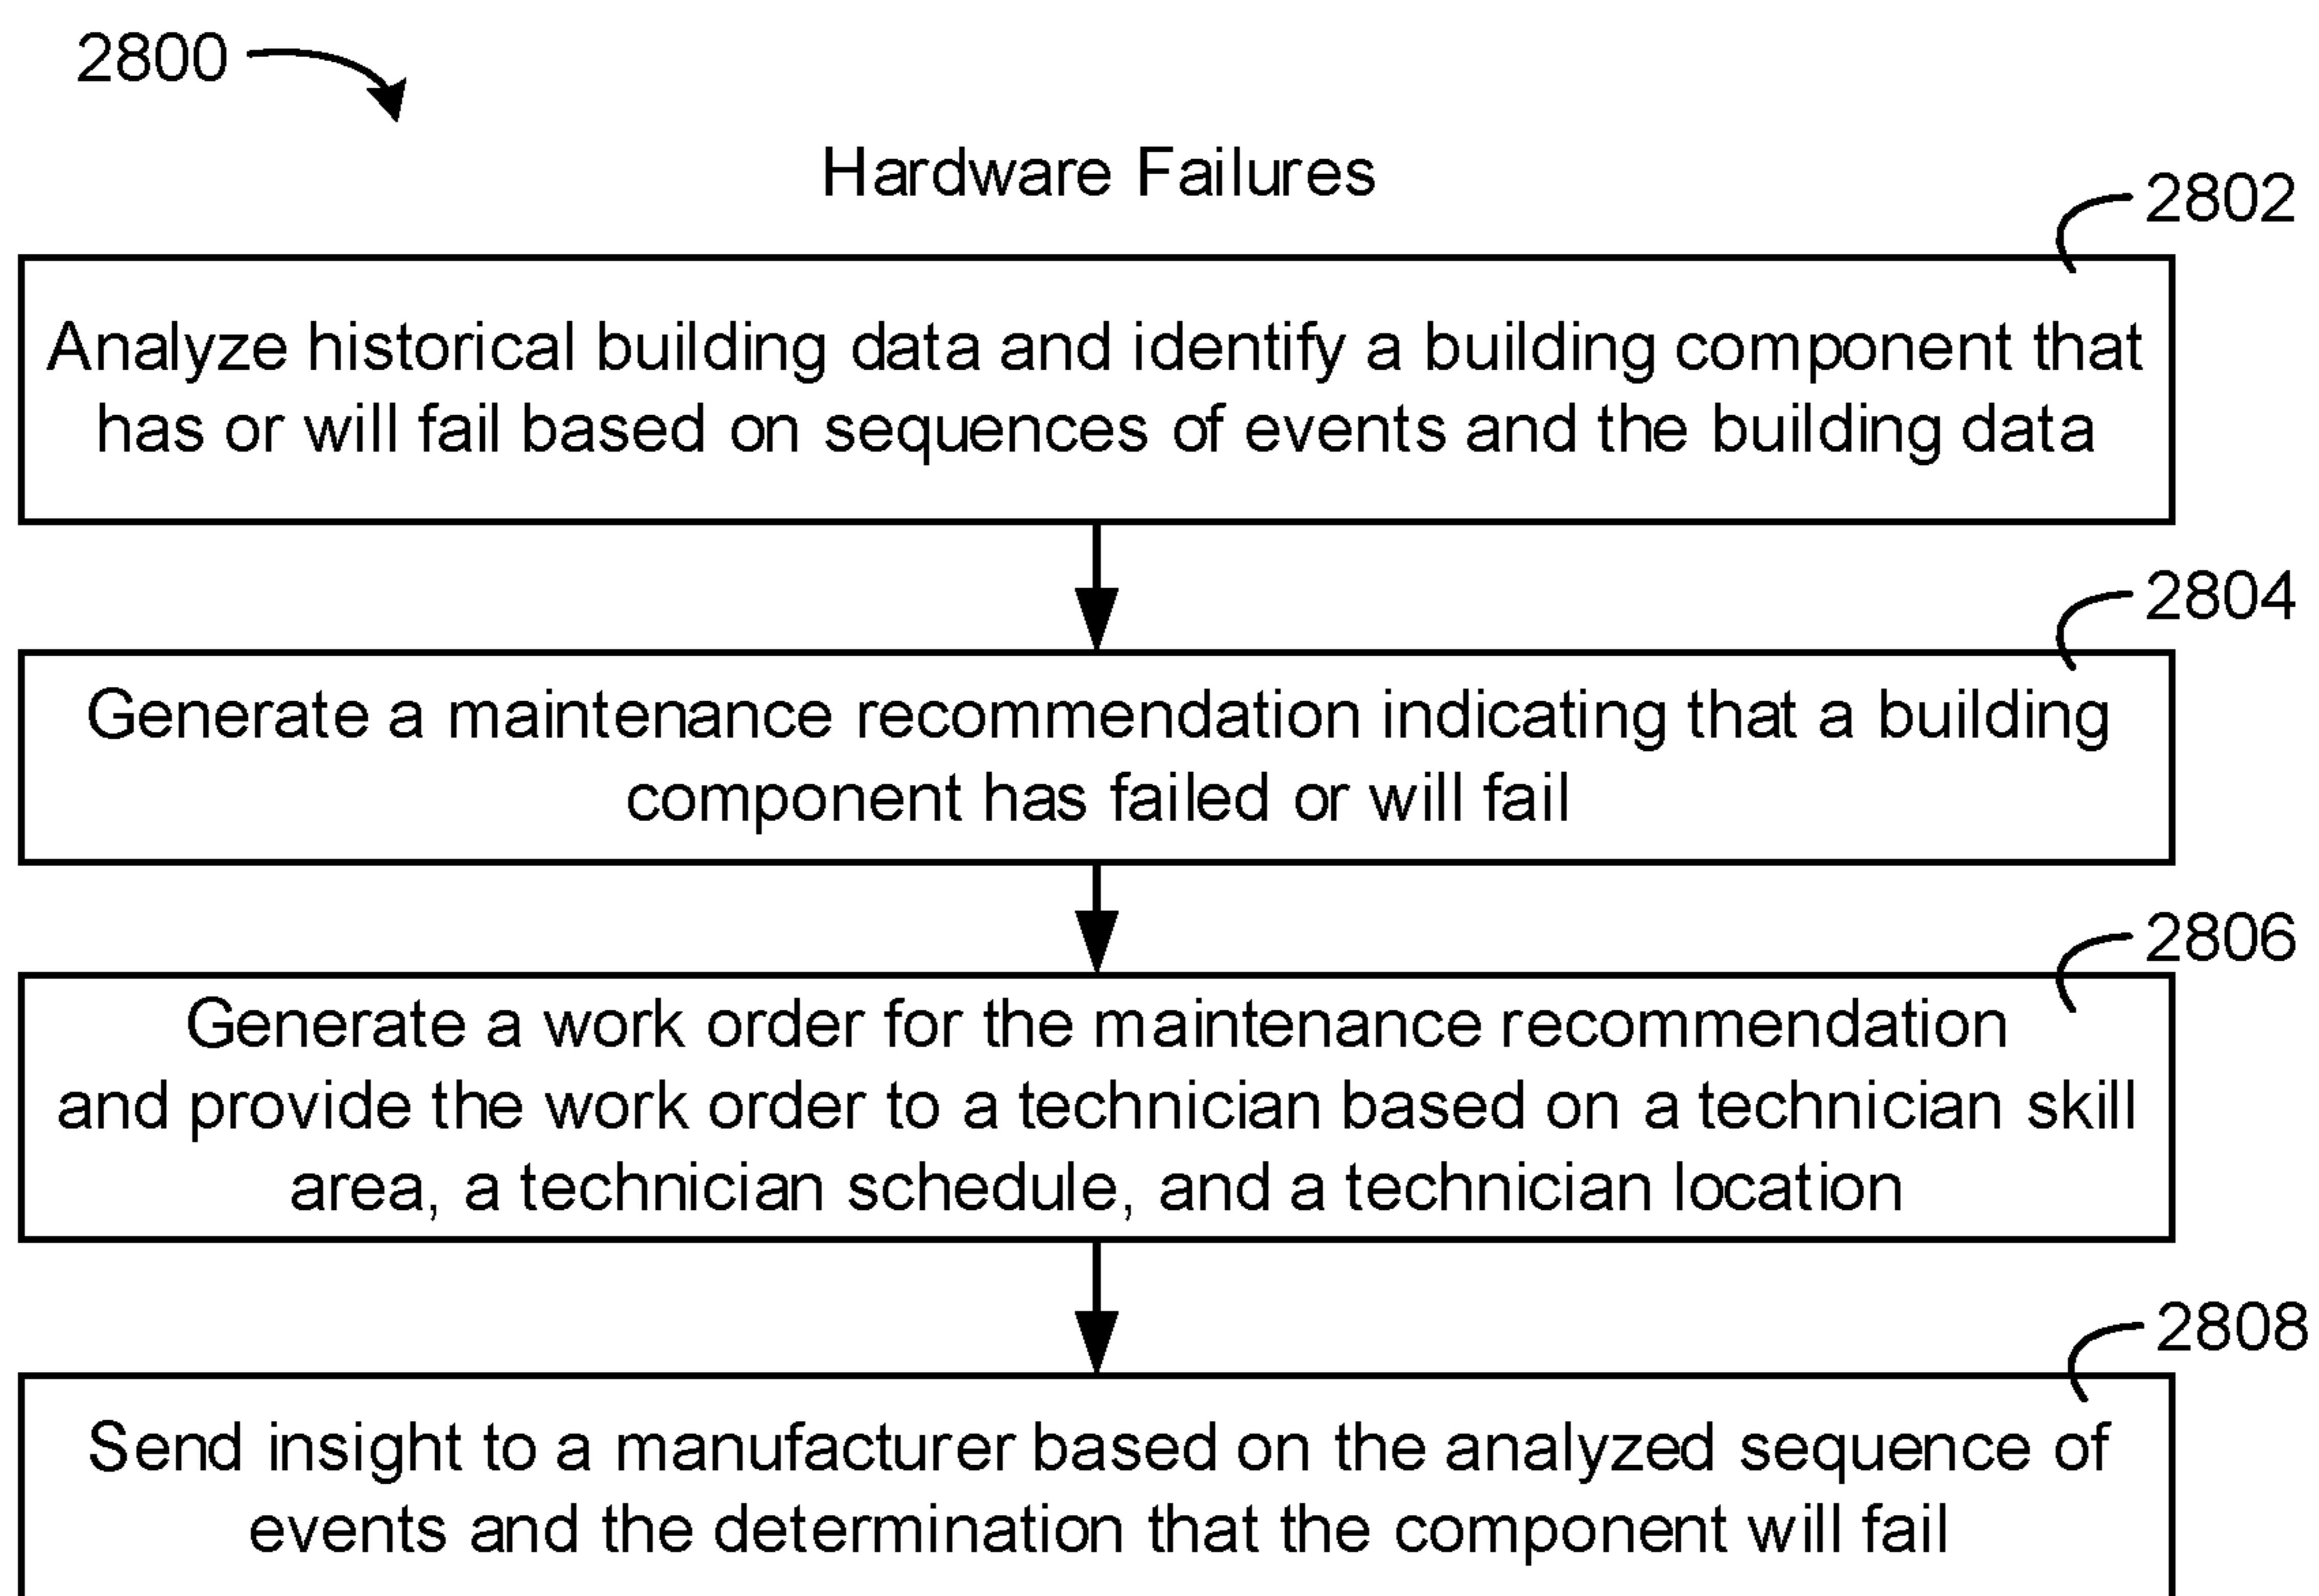 2800
Hardware Failures
2802
Analyze historical building data and identify a building component that
has or will fail based on sequences of events and the building data
2804
Generate a maintenance recommendation indicating that a building
component has failed or will fail
2806
Generate a work order for the maintenance recommendation
and provide the work order to a technician based on a technician skill
area, a technician schedule, and a technician location
2808
Send insight to a manufacturer based on the analyzed sequence of
events and the determination that the component will fail